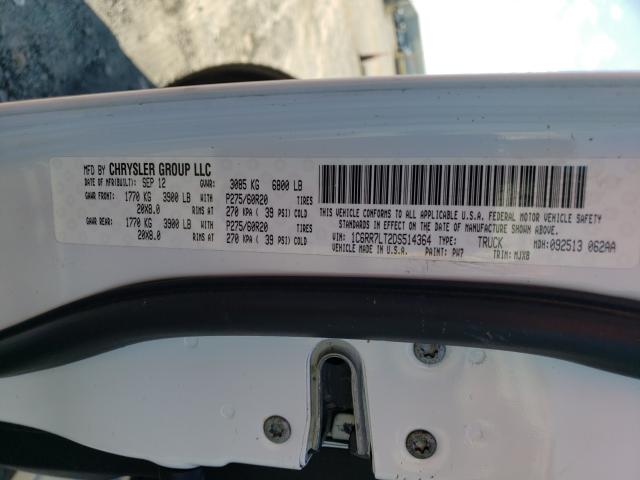 MFD BY CHRYSLER GROUP LLC
DATE OF MFR(BUILT): SEP 12 GVWR: 3085 KG 6800 LB
GAWR FRONT: 1770 KG 3900 LB WITH P275/60R20 TIRES
20X8.0 RIMS AT 270 KPA ( 39 PSI) COLD
GAWR REAR: 1770 KG 3900 LB WITH P275/60R20 TIRES
20X8.0 RIMS AT 270 KPA ( 39 PSI) COLD
THIS VEHICLE CONFORMS TO ALL APPLICABLE U.S.A. FEDERAL MOTOR VEHICLE SAFETY
STANDARDS IN EFFECT ON THE DATE OF MANUFACTURE SHOWN ABOVE.
VIN: 1C6RR7LT2DS514364 TYPE: TRUCK MDH: 092513 062AA
VEHICLE MADE IN U.S.A. PAINT: PW7 TRIM: MJX8